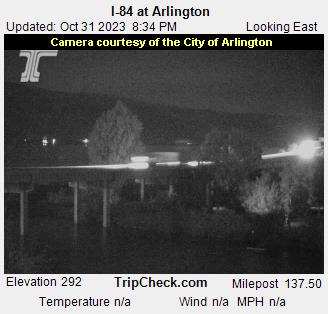 I-84 at Arlington
Updated: Oct 31 2023 8:34 PM Looking East
Camera courtesy of the City of Arlington
Elevation 292 TripCheck.com Milepost 137.50
Temperature n/a Wind n/a MPH n/a